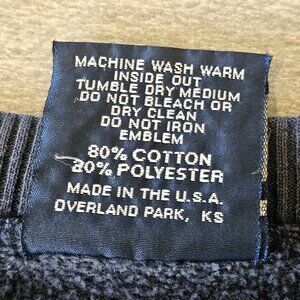 MACHINE WASH WARM
INSIDE OUT
TUMBLE DRY MEDIUM
DO NOT BLEACH OR
DRY CLEAN
DO NOT IRON
EMBLEM
80% COTTON
20% POLYESTER
MADE IN THE U.S.A.
OVERLAND PARK, KS